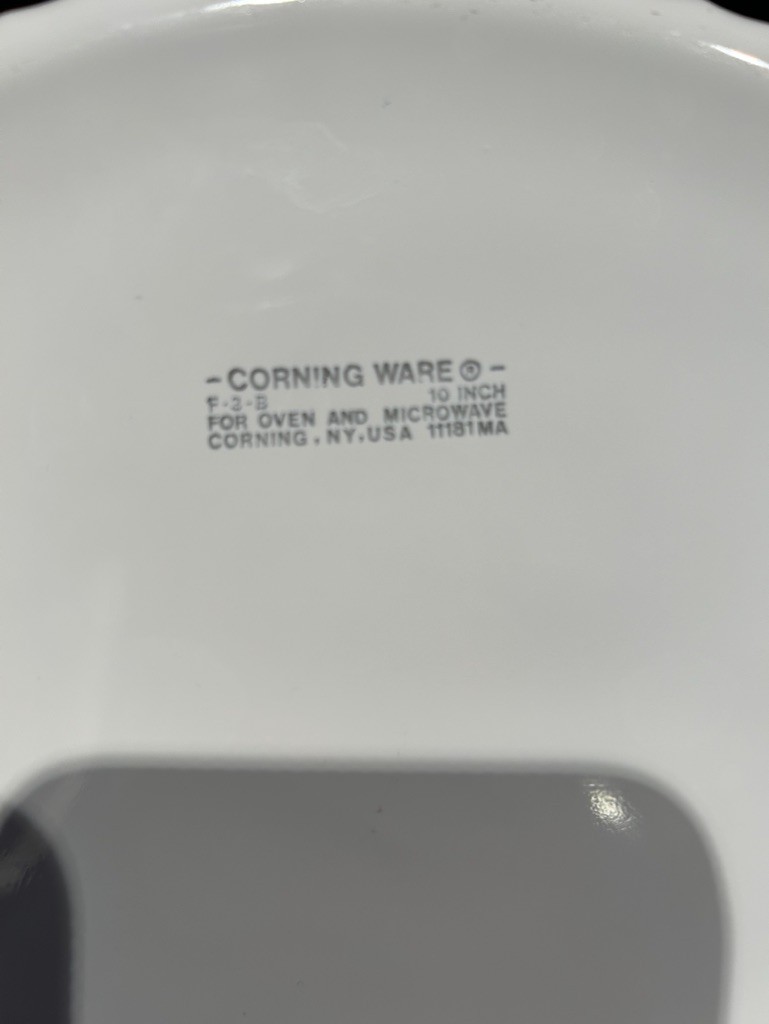 -CORNING WARE®-
F-3-B 10 INCH
FOR OVEN AND MICROWAVE
CORNING, NY, USA 11181MA